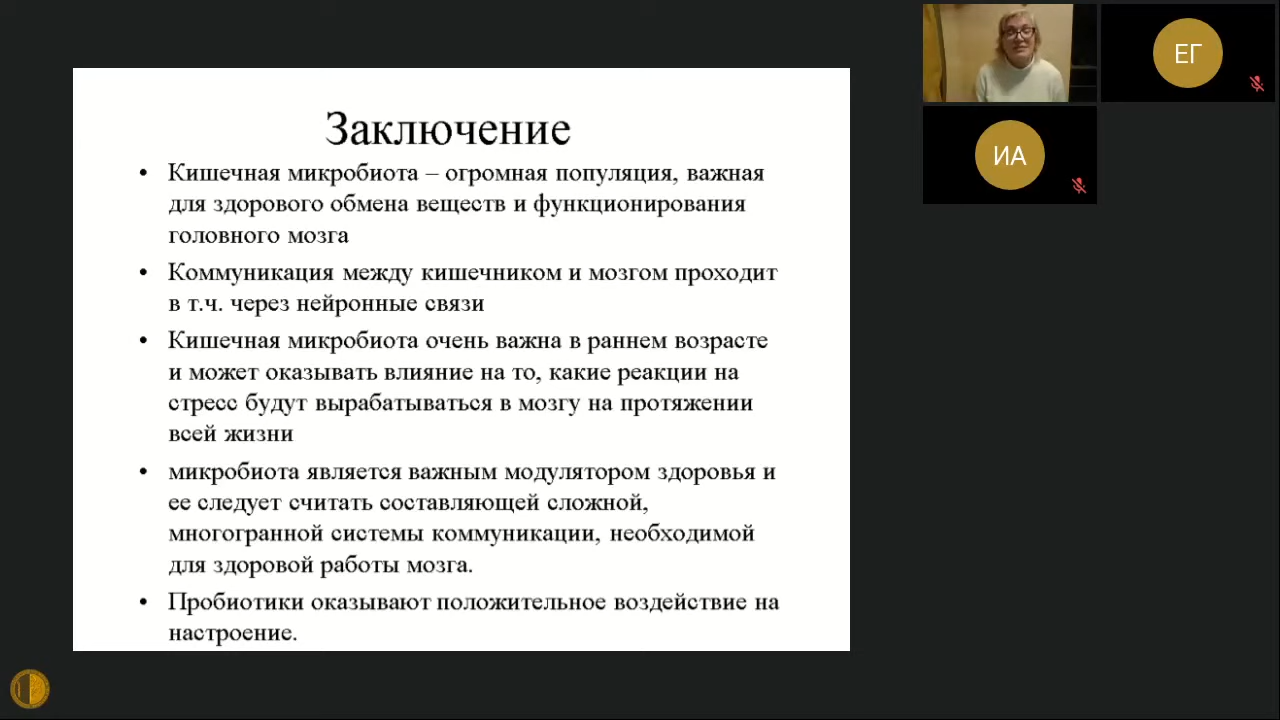 Заключение
• Кишечная микробиота – огромная популяция, важная
для здорового обмена веществ и функционирования
головного мозга
• Коммуникация между кишечником и мозгом проходит
в т.ч. через нейронные связи
• Кишечная микробиота очень важна в раннем возрасте
и может оказывать влияние на то, какие реакции на
стресс будут вырабатываться в мозгу на протяжении
всей жизни
• микробиота является важным модулятором здоровья и
ее следует считать составляющей сложной,
многогранной системы коммуникации, необходимой
для здоровой работы мозга.
• Пробиотики оказывают положительное воздействие на
настроение.
ЕГ
ИА